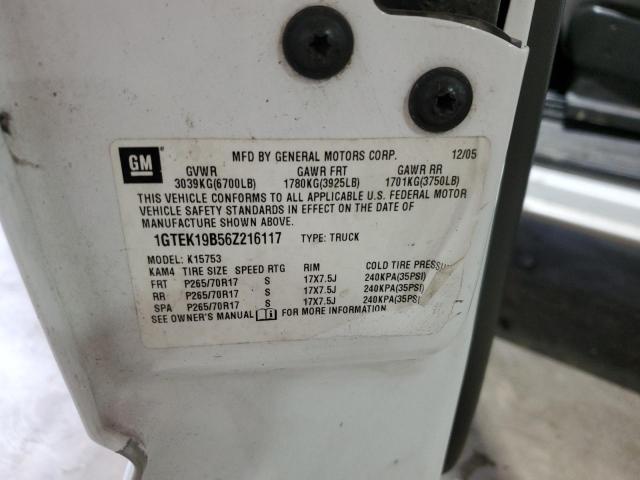 GM MFD BY GENERAL MOTORS CORP. 12/05
GVWR GAWR FRT GAWR RR
3039KG(6700LB) 1780KG(3925LB) 1701KG(3750LB)
THIS VEHICLE CONFORMS TO ALL APPLICABLE U.S. FEDERAL MOTOR
VEHICLE SAFETY STANDARDS IN EFFECT ON THE DATE OF
MANUFACTURE SHOWN ABOVE.
1GTEK19B56Z216117 TYPE: TRUCK
MODEL: K15753
KAM4 TIRE SIZE SPEED RTG RIM COLD TIRE PRESSURE
FRT P265/70R17 S 17X7.5J 240KPA(35PSI)
RR P265/70R17 S 17X7.5J 240KPA(35PSI)
SPA P265/70R17 S 17X7.5J 240KPA(35PSI)
SEE OWNER'S MANUAL FOR MORE INFORMATION